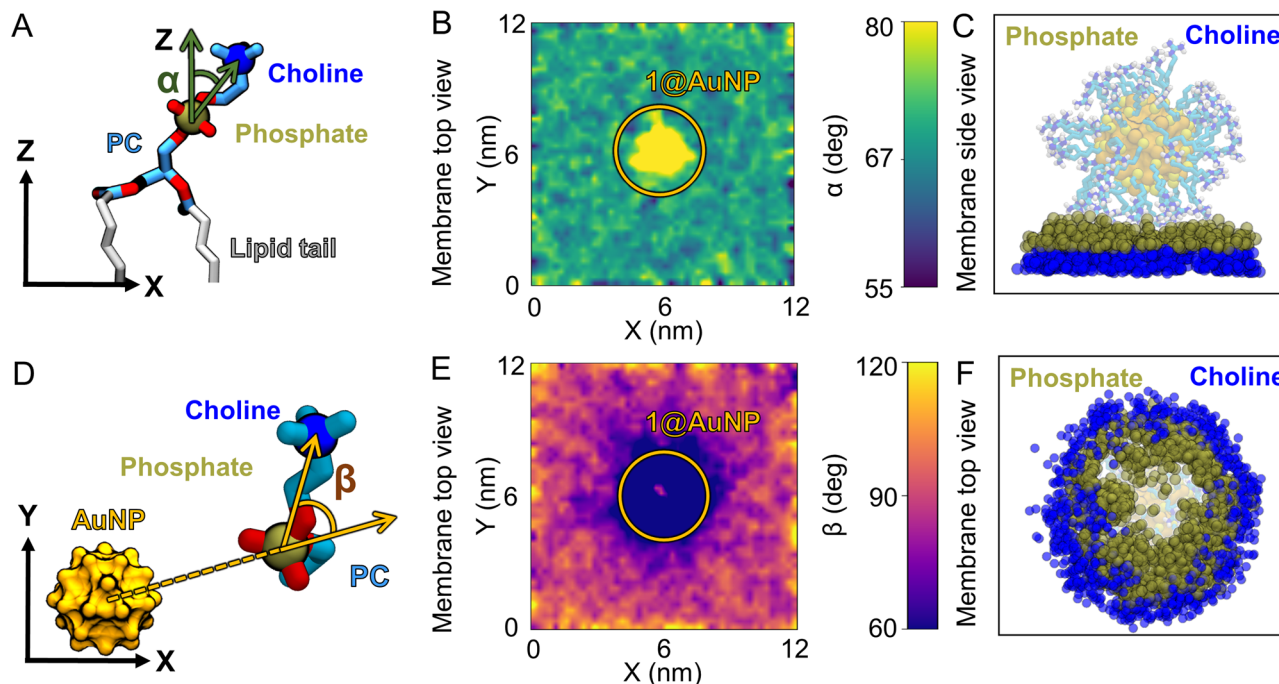 A
Z
α
Choline
PC
Phosphate
Z
Lipid tail
X
B
Membrane top view
Y (nm)
12
6
0
1@AuNP
0
6
12
X (nm)
α (deg)
80
67
55
C
Membrane side view
Phosphate
Choline
D
Choline
Phosphate
β
AuNP
Y
PC
X
E
Membrane top view
Y (nm)
12
6
0
1@AuNP
0
6
12
X (nm)
β (deg)
120
90
60
F
Membrane top view
Phosphate
Choline